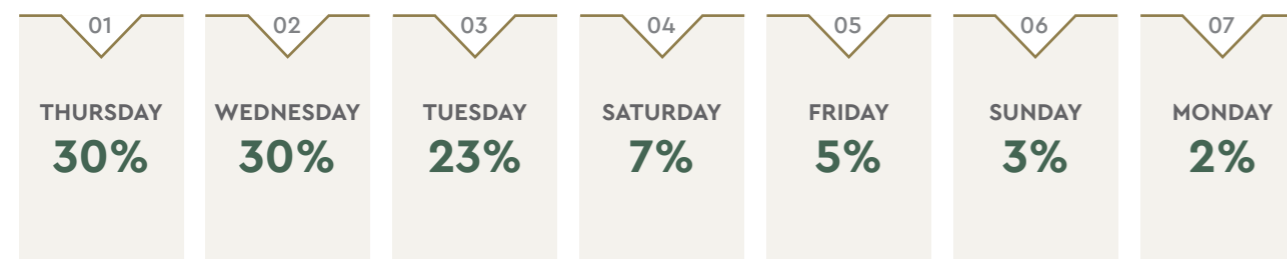 01
THURSDAY
30%
02
WEDNESDAY
30%
03
TUESDAY
23%
04
SATURDAY
7%
05
FRIDAY
5%
06
SUNDAY
3%
07
MONDAY
2%